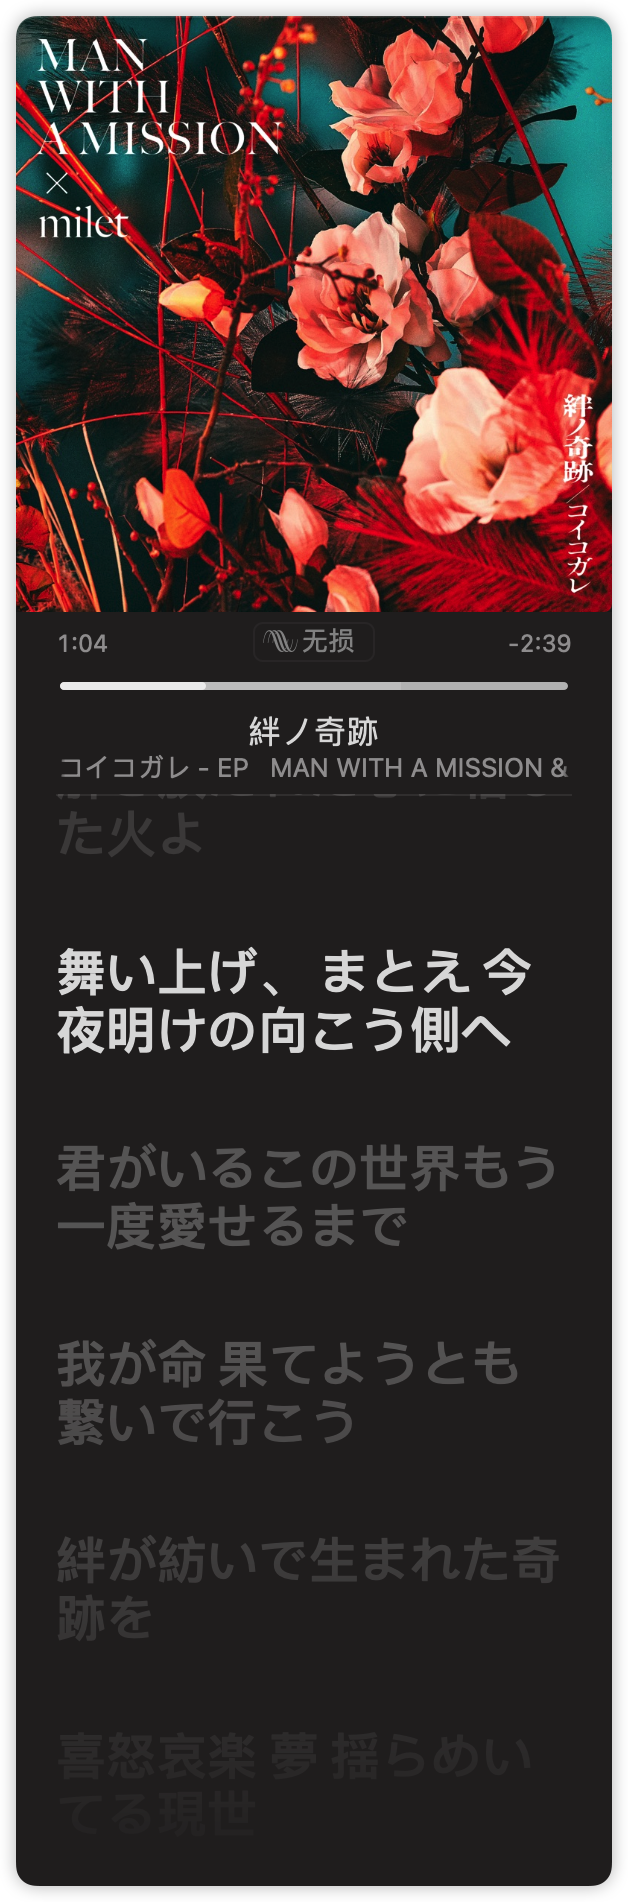 MAN
WITH
A MISSION
×
milet
絆ノ奇跡／コイコガレ
1:04
无损
-2:39
絆ノ奇跡
コイコガレ - EP MAN WITH A MISSION &
た火よ
舞い上げ、 まとえ 今
夜明けの向こう側へ
君がいるこの世界もう
一度愛せるまで
我が命 果てようとも
繋いで行こう
絆が紡いで生まれた奇
跡を
喜怒哀楽 夢 揺らめい
てる現世